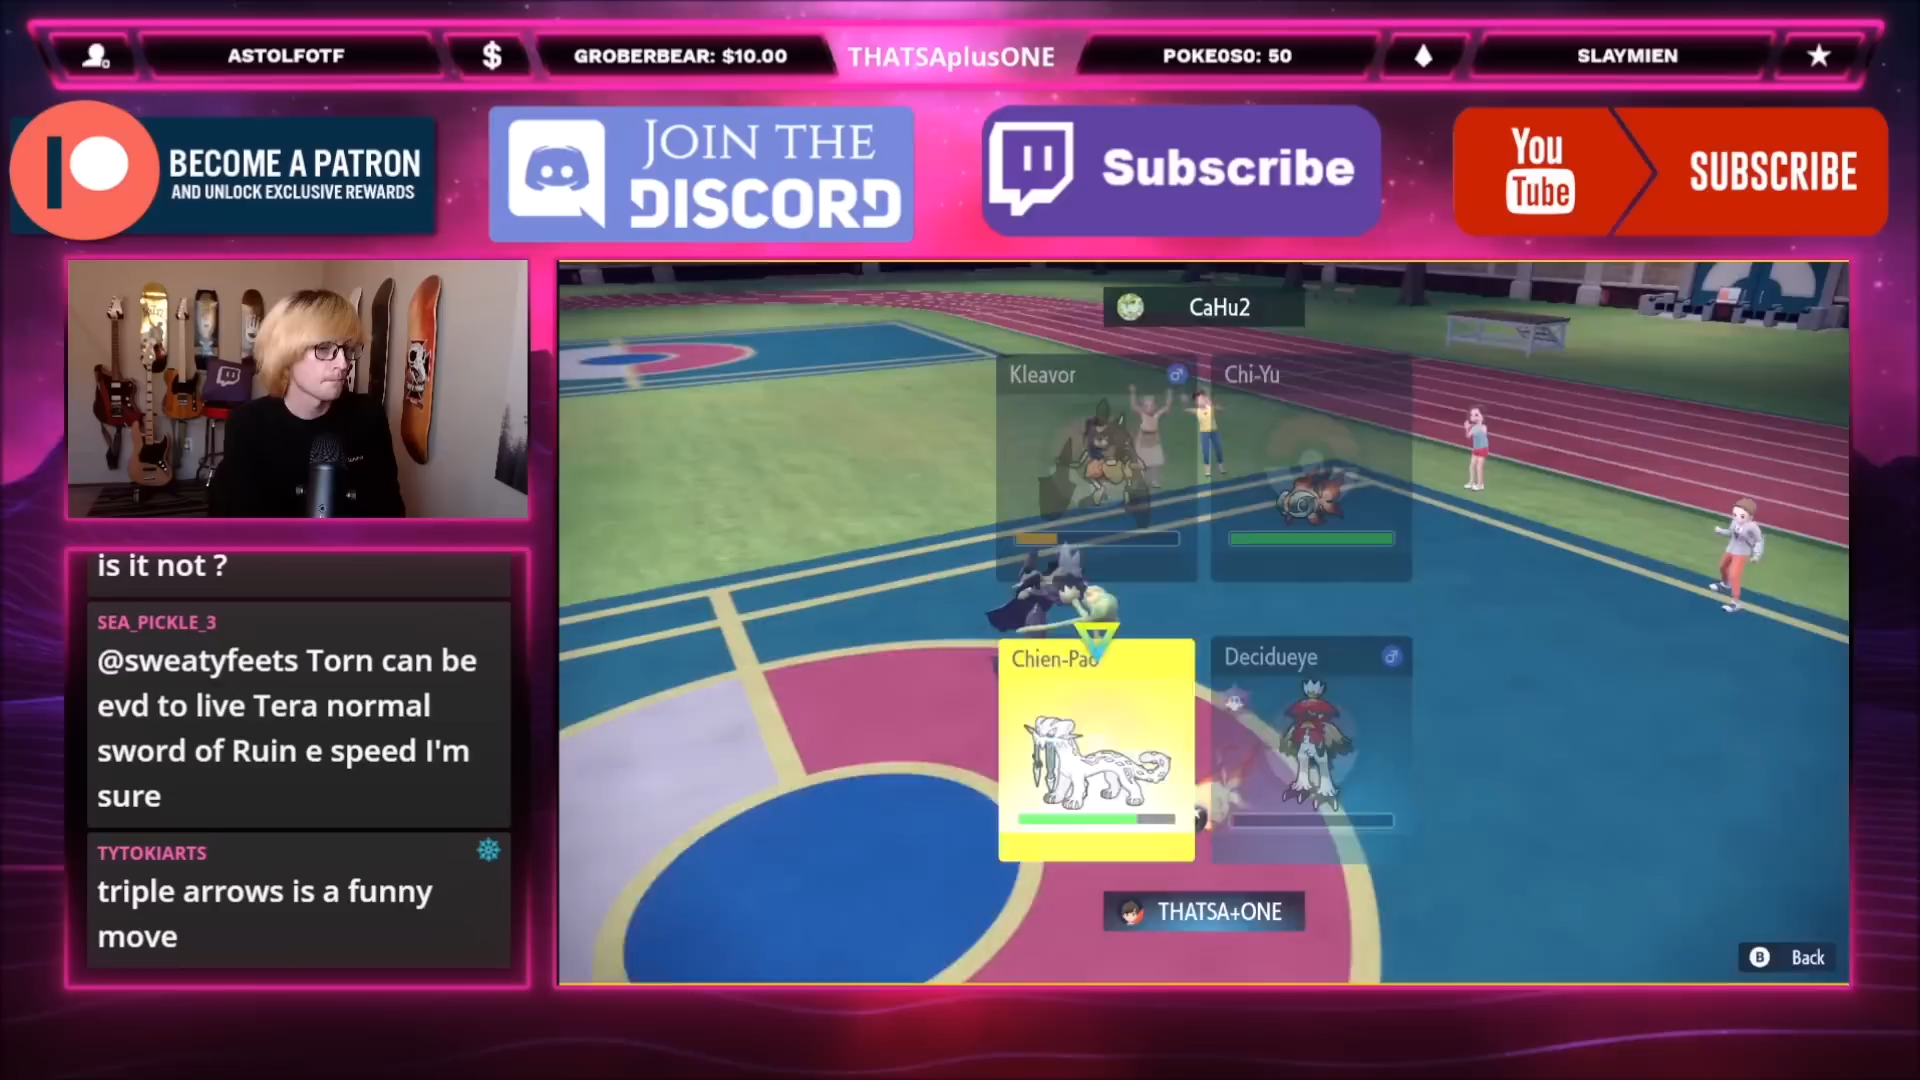 ASTOLFOTF
$
GROBERBEAR: $10.00
THATSAplusONE
POKE0S0: 50
SLAYMIEN
BECOME A PATRON
AND UNLOCK EXCLUSIVE REWARDS
JOIN THE
DISCORD
Subscribe
You
Tube
SUBSCRIBE
CaHu2
Kleavor
Chi-Yu
Chien-Pao
Decidueye
THATSA+ONE
B Back
is it not ?
SEA_PICKLE_3
@sweatyfeets Torn can be
evd to live Tera normal
sword of Ruin e speed I'm
sure
TYTOKIARTS
triple arrows is a funny
move